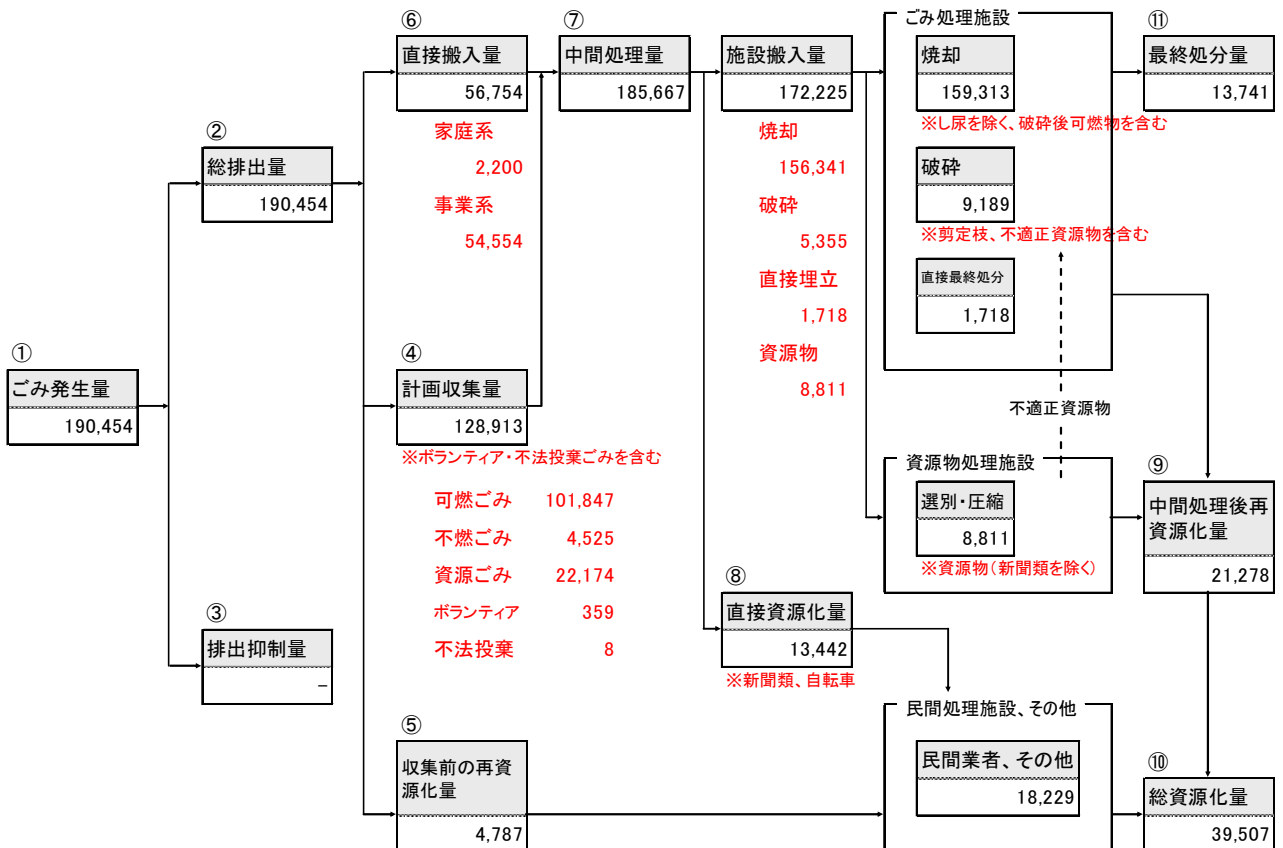 ①
ごみ発生量
190,454
②
総排出量
190,454
③
排出抑制量
－
⑥
直接搬入量
56,754
家庭系
2,200
事業系
54,554
④
計画収集量
128,913
※ボランティア・不法投棄ごみを含む
可燃ごみ 101,847
不燃ごみ 4,525
資源ごみ 22,174
ボランティア 359
不法投棄 8
⑤
収集前の再資
源化量
4,787
⑦
中間処理量
185,667
施設搬入量
172,225
焼却
156,341
破砕
5,355
直接埋立
1,718
資源物
8,811
⑧
直接資源化量
13,442
※新聞類、自転車
ごみ処理施設
焼却
159,313
※し尿を除く、破砕後可燃物を含む
破砕
9,189
※剪定枝、不適正資源物を含む
直接最終処分
1,718
不適正資源物
資源物処理施設
選別・圧縮
8,811
※資源物（新聞類を除く）
民間処理施設、その他
民間業者、その他
18,229
⑪
最終処分量
13,741
⑨
中間処理後再
資源化量
21,278
⑩
総資源化量
39,507